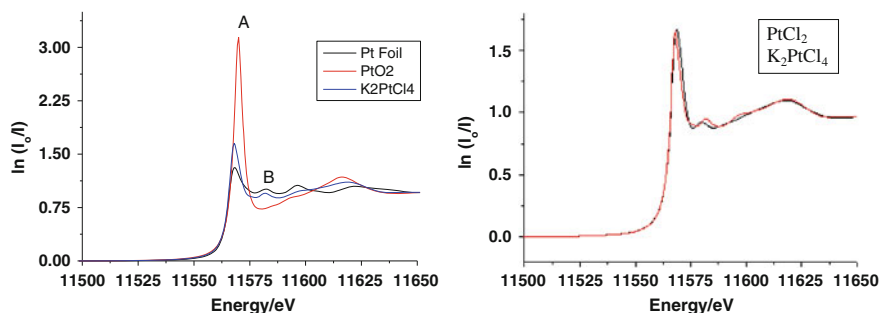 A
B
Pt Foil
PtO2
K2PtCl4
ln (Io/I)
3.00
2.25
1.50
0.75
0.00
11500 11525 11550 11575 11600 11625 11650
Energy/eV
PtCl2
K2PtCl4
ln (Io/I)
1.5
1.0
0.5
0.0
11500 11525 11550 11575 11600 11625 11650
Energy/eV